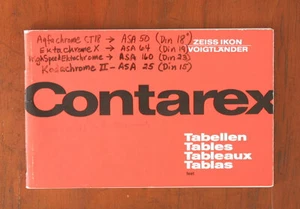 Agfachrome CT18 → ASA 50 (Din 18°)
Ektachrome X → ASA 64 (Din 19)
High Speed Ektachrome → ASA 160 (Din 23)
Kodachrome II - ASA 25 (Din 15)
ZEISS IKON
VOIGTLÄNDER
Contarex
Tabellen
Tables
Tableaux
Tablas